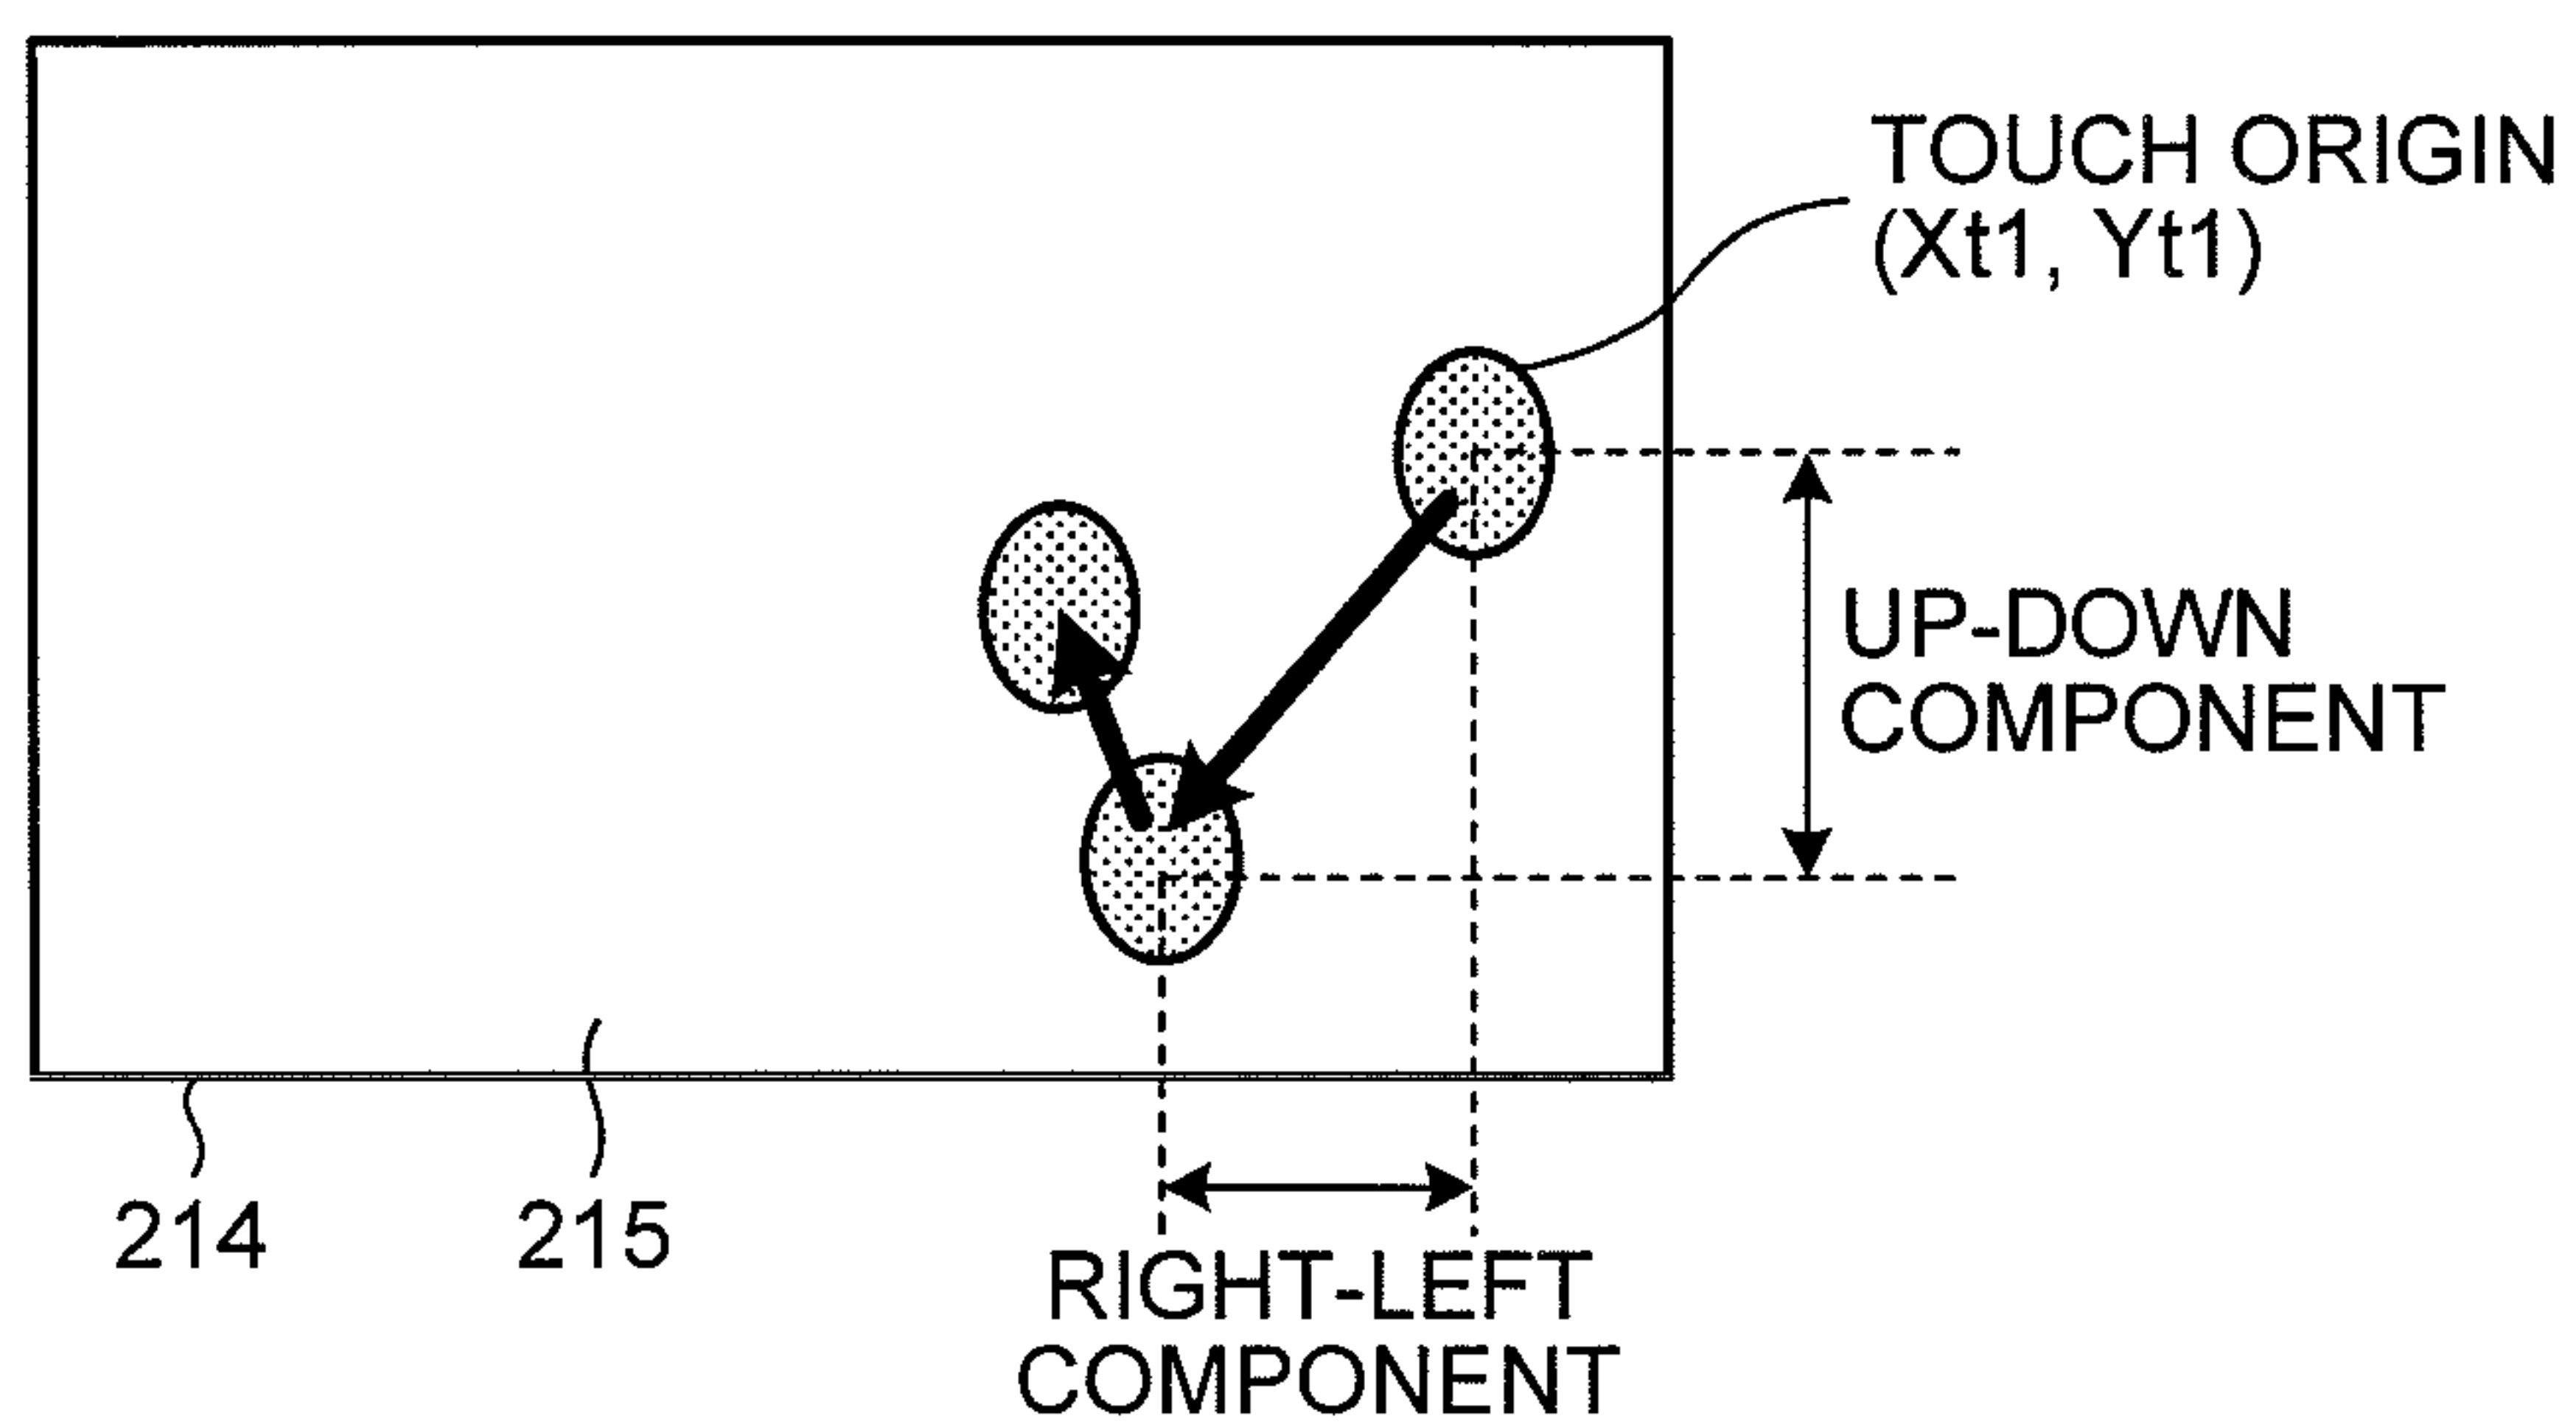 TOUCH ORIGIN
(Xt1, Yt1)
UP-DOWN
COMPONENT
214
215
RIGHT-LEFT
COMPONENT